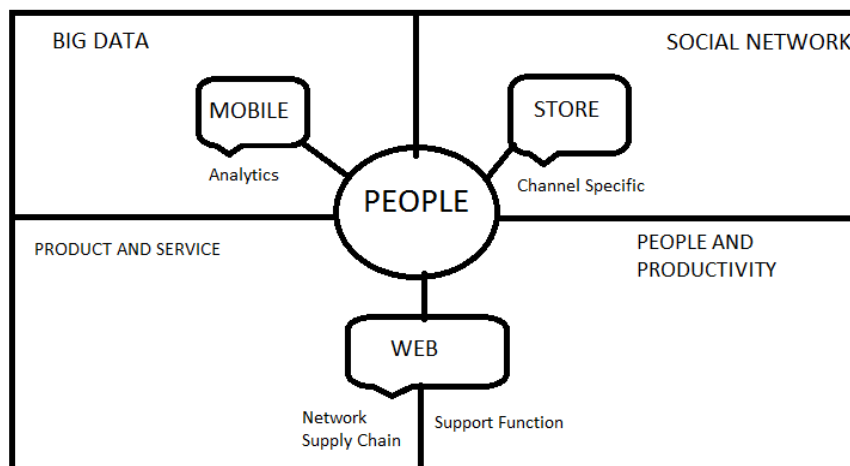 BIG DATA
SOCIAL NETWORK
MOBILE
STORE
Analytics
Channel Specific
PEOPLE
PRODUCT AND SERVICE
PEOPLE AND
PRODUCTIVITY
WEB
Network
Supply Chain
Support Function